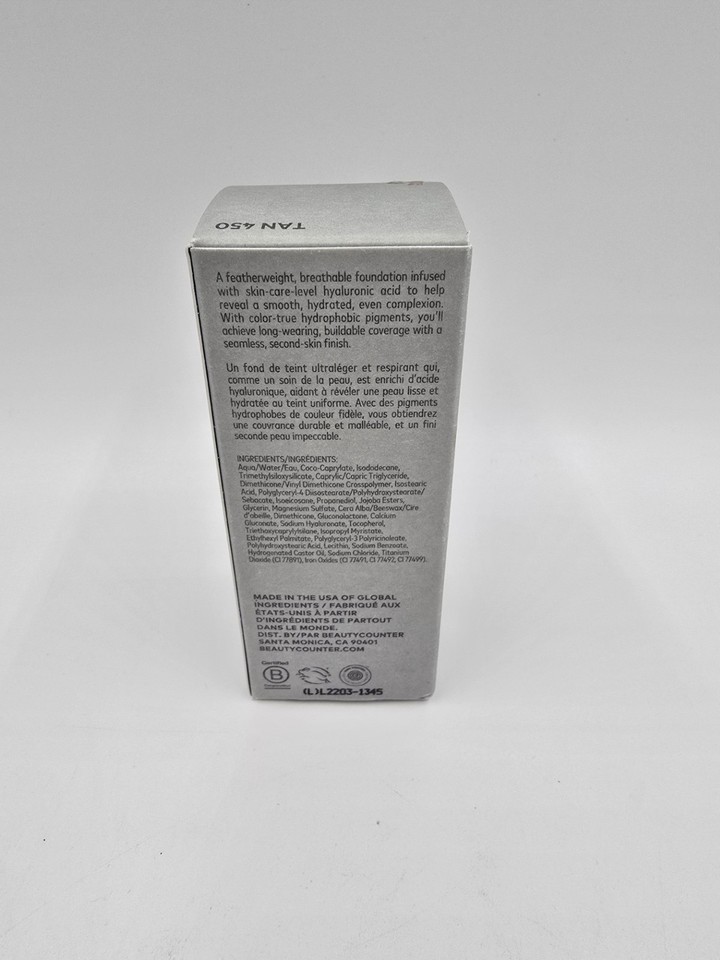 TAN 450
A featherweight, breathable foundation infused
with skin-care-level hyaluronic acid to help
reveal a smooth, hydrated, even complexion.
With color-true hydrophobic pigments, you'll
achieve long-wearing, buildable coverage with a
seamless, second-skin finish.
Un fond de teint ultraléger et respirant qui,
comme un soin de la peau, est enrichi d'acide
hyaluronique, aidant à révéler une peau lisse et
hydratée au teint uniforme. Avec des pigments
hydrophobes de couleur fidèle, vous obtiendrez
une couvrance durable et malléable, et un fini
seconde peau impeccable.
INGREDIENTS/INGRÉDIENTS:
Aqua/Water/Eau, Coco-Caprylate, Isododecane,
Trimethylsiloxysilicate, Caprylic/Capric Triglyceride,
Dimethicone/Vinyl Dimethicone Crosspolymer, Isostearic
Acid, Polyglyceryl-4 Diisostearate/Polyhydroxystearate/
Sebacate, Isoeicosane, Propanediol, Jojoba Esters,
Glycerin, Magnesium Sulfate, Cera Alba/Beeswax/Cire
d'abeille, Dimethicone, Gluconolactone, Calcium
Gluconate, Sodium Hyaluronate, Tocopherol,
Triethoxycaprylylsilane, Isopropyl Myristate,
Ethylhexyl Palmitate, Polyglyceryl-3 Polyricinoleate,
Polyhydroxystearic Acid, Lecithin, Sodium Benzoate,
Hydrogenated Castor Oil, Sodium Chloride, Titanium
Dioxide (CI 77891), Iron Oxides (CI 77491, CI 77492, CI 77499).
MADE IN THE USA OF GLOBAL
INGREDIENTS / FABRIQUÉ AUX
ÉTATS-UNIS À PARTIR
D'INGRÉDIENTS DE PARTOUT
DANS LE MONDE.
DIST. BY/PAR BEAUTYCOUNTER
SANTA MONICA, CA 90401
BEAUTYCOUNTER.COM
Certified
B
(L)L2203-1345